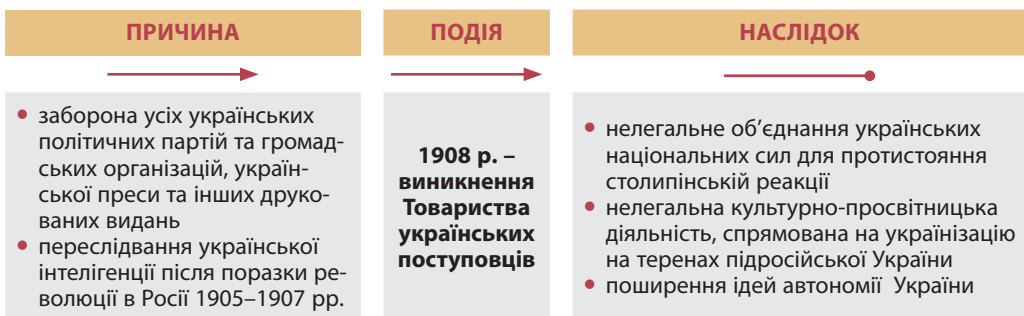 ПРИЧИНА
заборона усіх українських
політичних партій та громад-
ських організацій, україн-
ської преси та інших друко-
ваних видань
переслідвання української
інтелігенції після поразки ре-
волюції в Росії 1905–1907 рр.
ПОДІЯ
1908 р. –
виникнення
Товариства
українських
поступовців
НАСЛІДОК
нелегальне об’єднання українських
національних сил для протистояння
столипінській реакції
нелегальна культурно-просвітницька
діяльність, спрямована на українізацію
на теренах підросійської України
поширення ідей автономії України